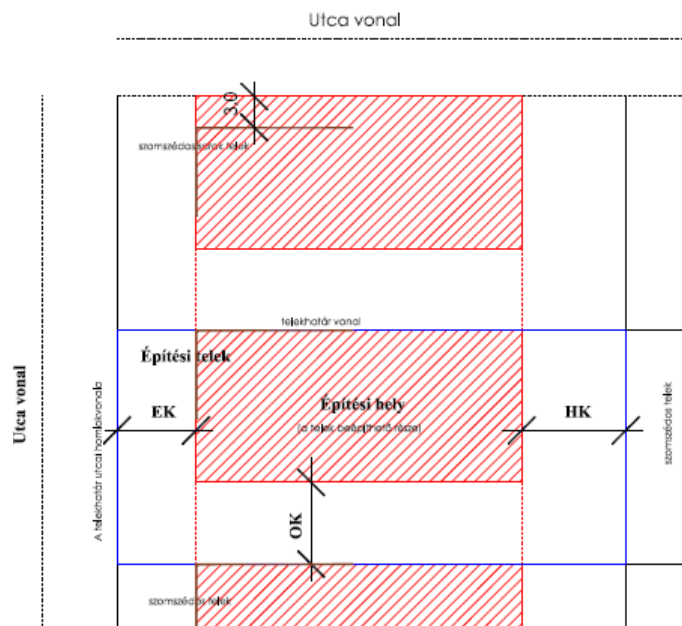 Utca vonal
3.0
szomszédos sarok telek
telekhatár vonal
Építési telek
Építési hely
(a telek beépíthető része)
EK
HK
OK
Utca vonal
A telekhatár utcai homlokvonala
szomszédos telek
szomszédos telek